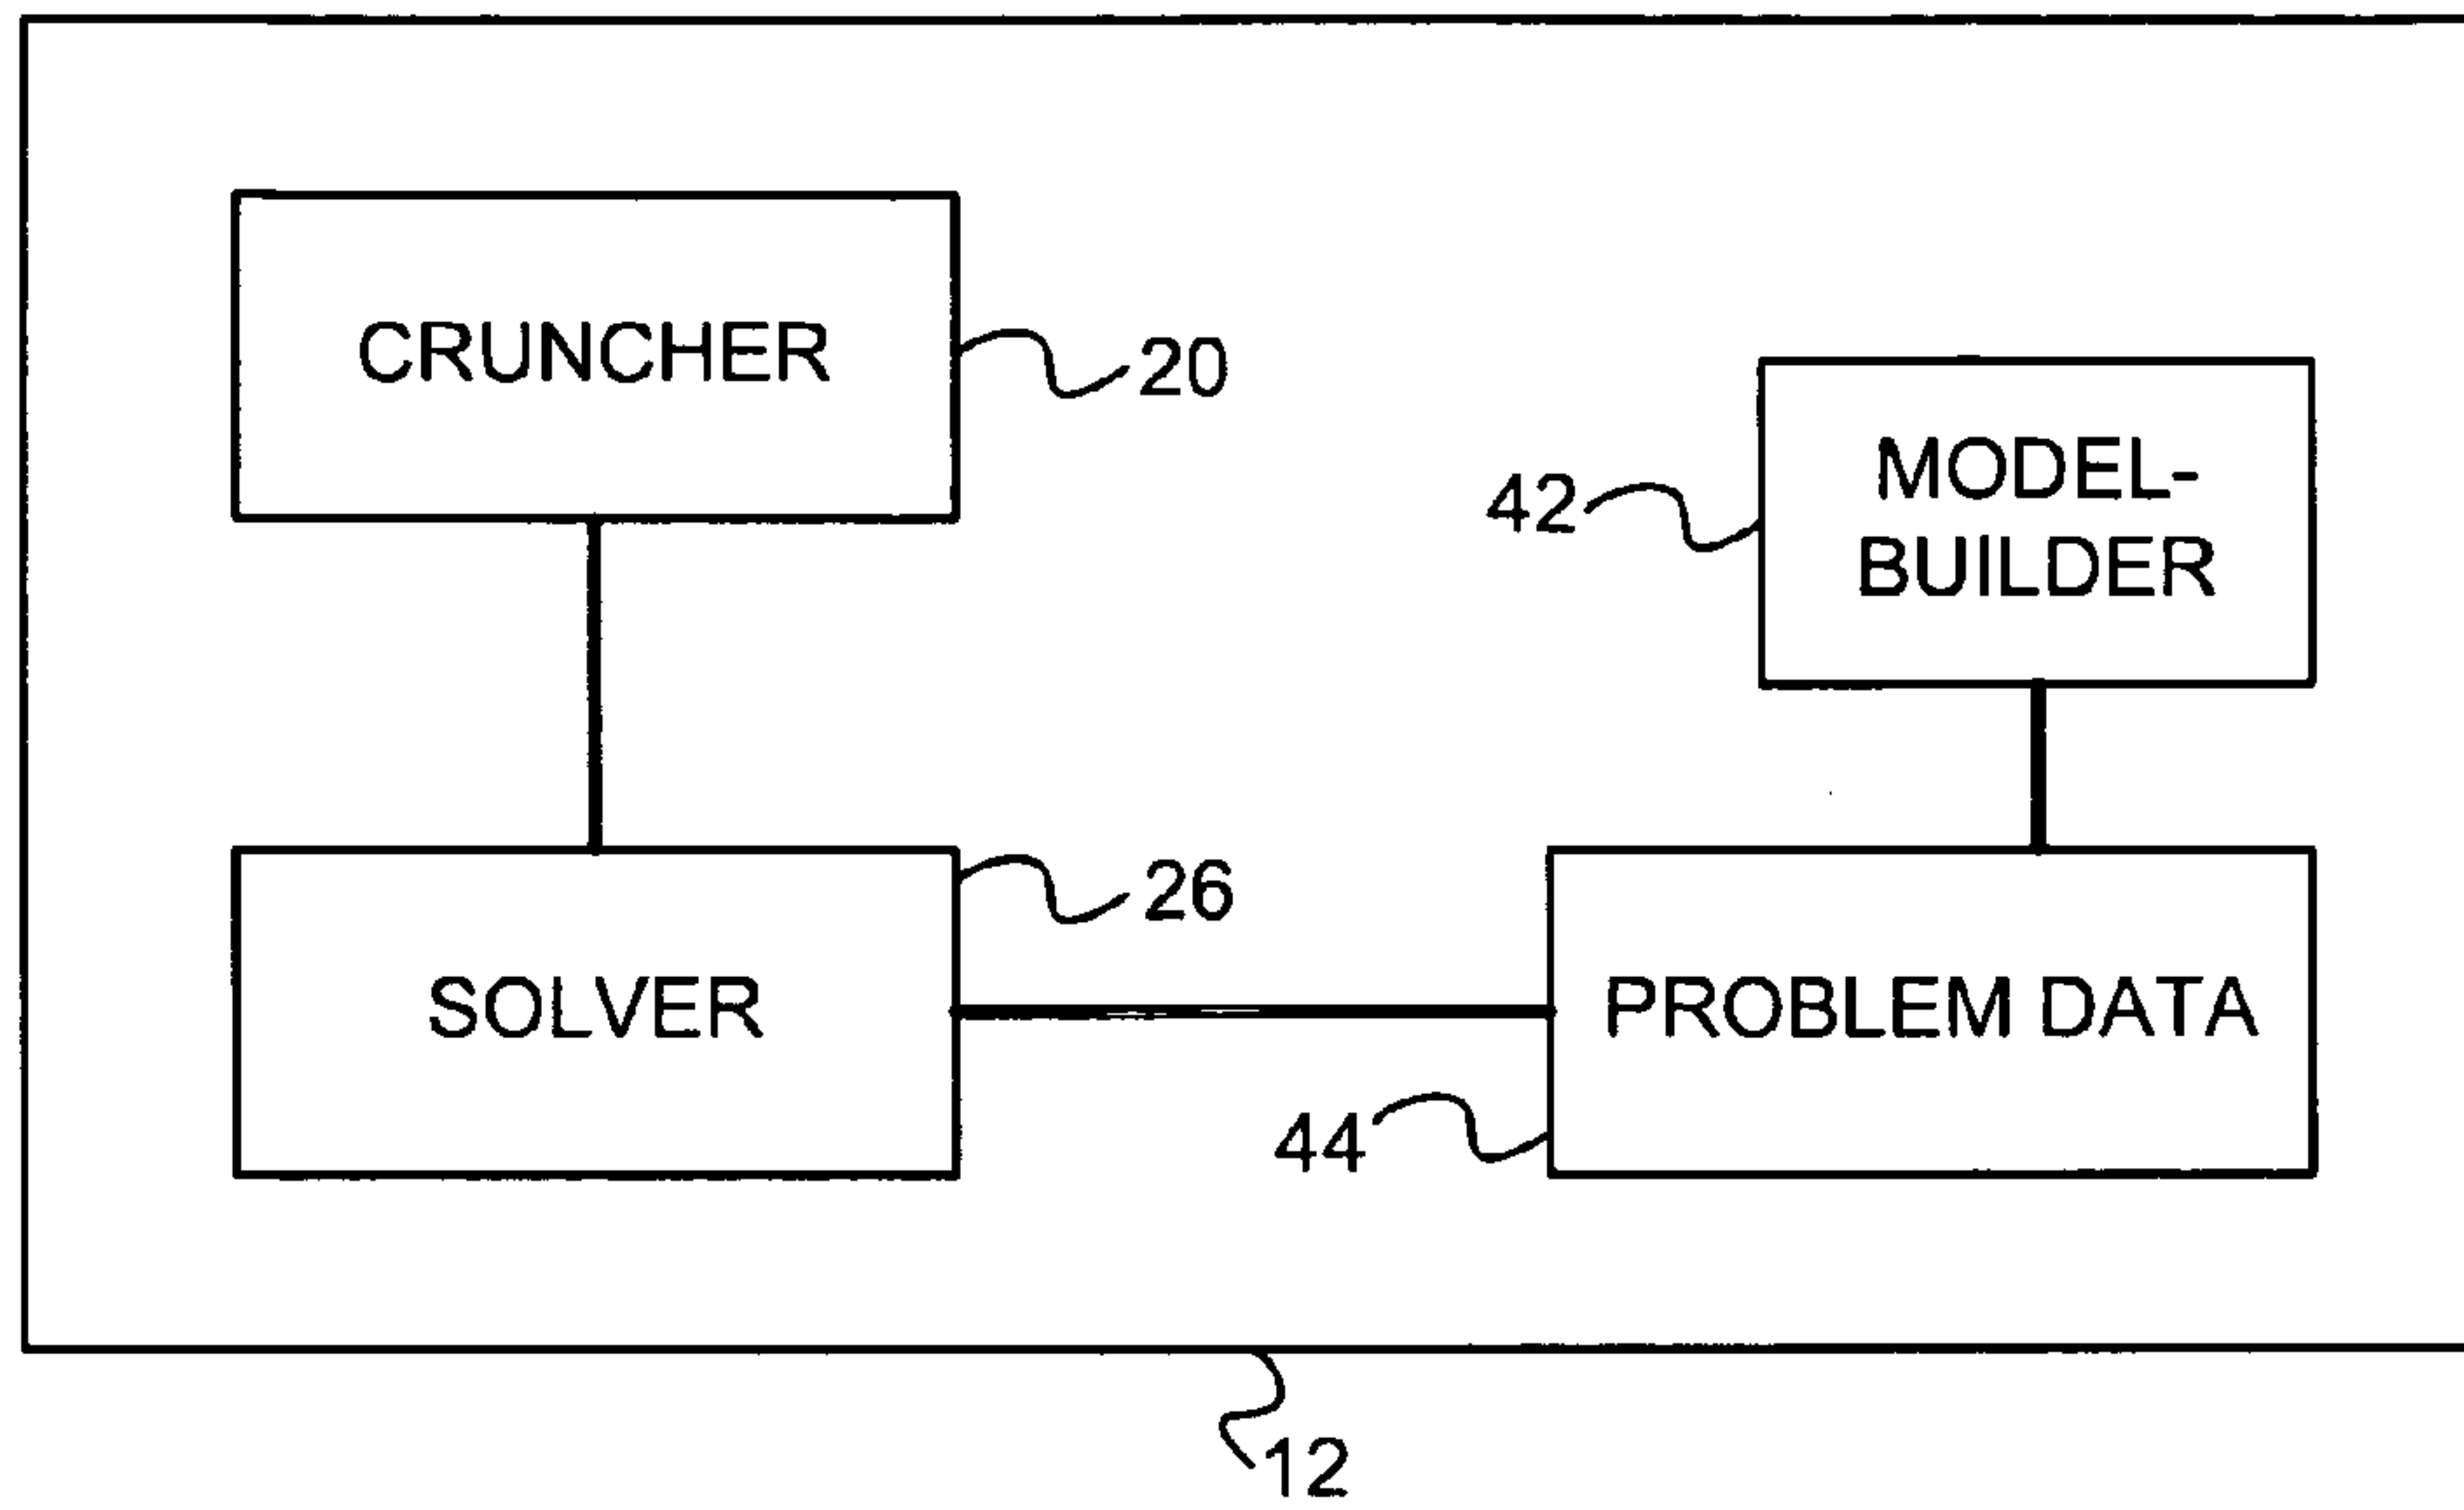 CRUNCHER
20
42
MODEL-
BUILDER
26
SOLVER
PROBLEM DATA
44
12